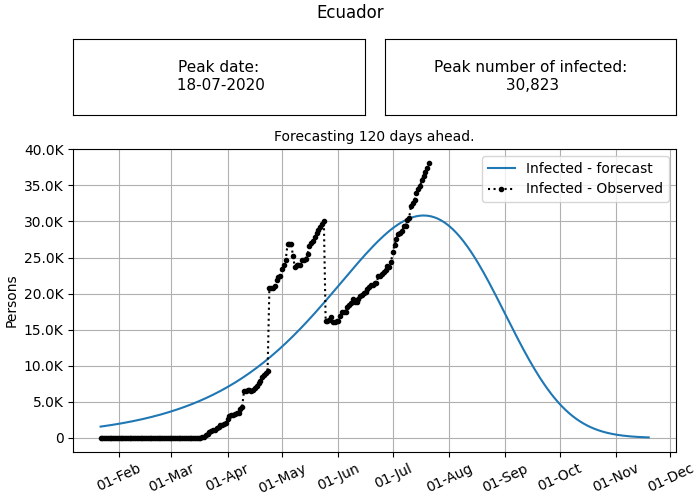 Ecuador
Peak date:
18-07-2020
Peak number of infected:
30,823
Forecasting 120 days ahead.
40.0K
35.0K
30.0K
25.0K
20.0K
15.0K
10.0K
5.0K
0
Persons
Infected - forecast
Infected - Observed
01-Feb
01-Mar
01-Apr
01-May
01-Jun
01-Jul
01-Aug
01-Sep
01-Oct
01-Nov
01-Dec